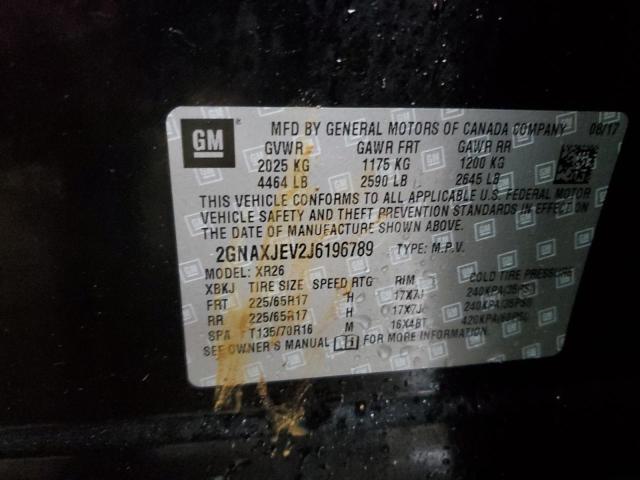 GM ®
MFD BY GENERAL MOTORS OF CANADA COMPANY 08/17
GVWR GAWR FRT GAWR RR
2025 KG 1175 KG 1200 KG
4464 LB 2590 LB 2645 LB
THIS VEHICLE CONFORMS TO ALL APPLICABLE U.S. FEDERAL MOTOR
VEHICLE SAFETY AND THEFT PREVENTION STANDARDS IN EFFECT ON
THE DATE OF MANUFACTURE SHOWN ABOVE.
2GNAXJEV2J6196789 TYPE: M.P.V.
MODEL: XR26
XBKJ TIRE SIZE SPEED RTG RIM COLD TIRE PRESSURE
FRT 225/65R17 H 17X7J 240KPA(35PSI)
RR 225/65R17 H 17X7J 240KPA(35PSI)
SPA T135/70R16 M 16X4BT 420KPA(60PSI)
SEE OWNER'S MANUAL